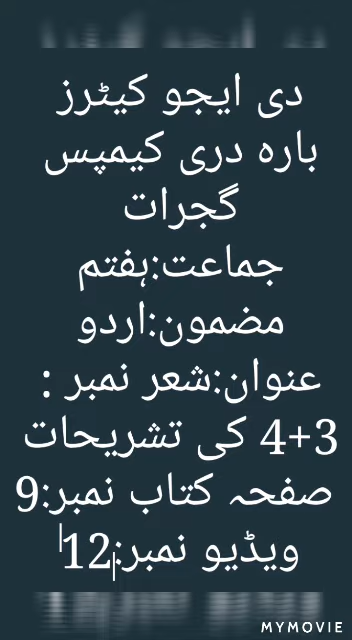 دی ایجو کیٹرز
بارہ دری کیمپس
گجرات
جماعت:ہفتم
مضمون:اردو
عنوان:شعر نمبر :
3+4 کی تشریحات
صفحہ کتاب نمبر:9
ویڈیو نمبر:12
MYMOVIE